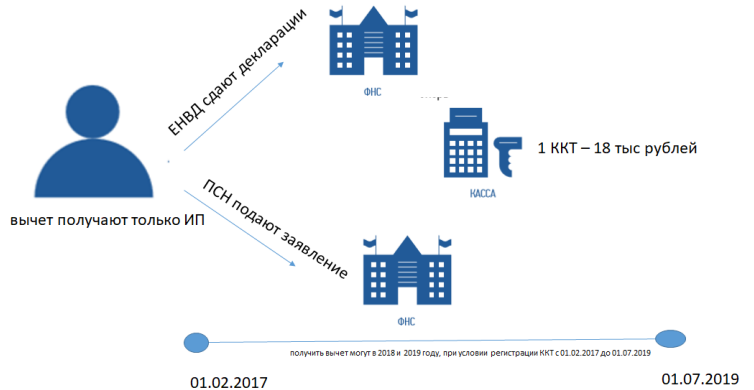 ЕНВД сдают декларации
ФНС
1 ККТ – 18 тыс рублей
КАССА
вычет получают только ИП
ПСН подают заявление
ФНС
получить вычет могут в 2018 и 2019 году, при условии регистрации ККТ с 01.02.2017 до 01.07.2019
01.02.2017
01.07.2019